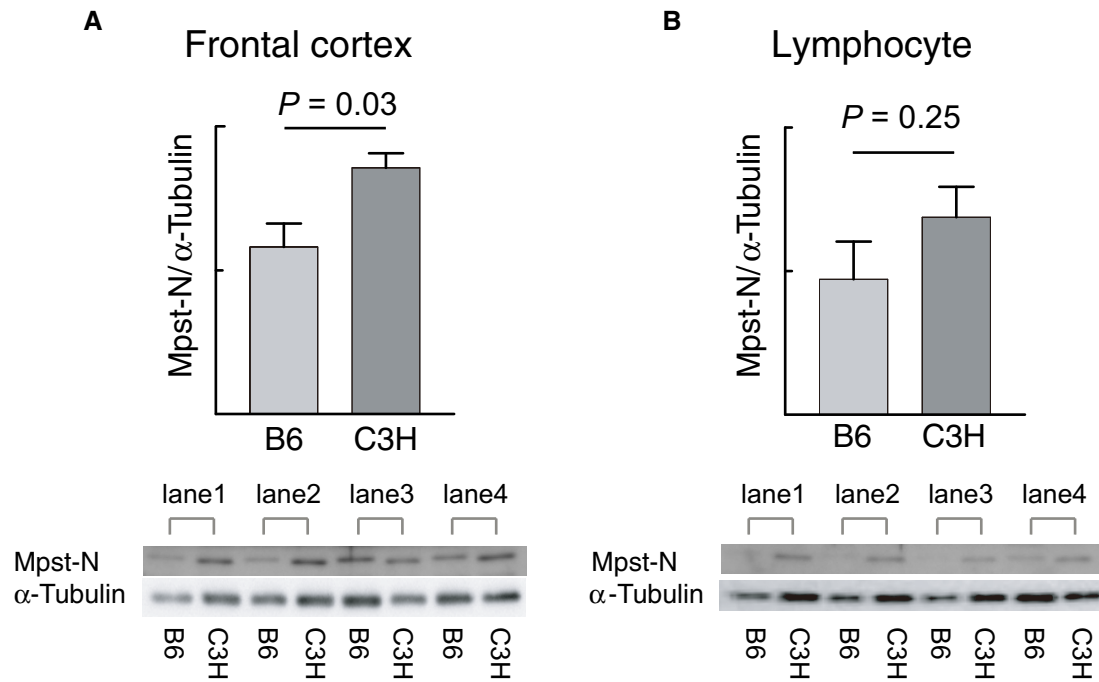 A
Frontal cortex
P = 0.03
Mpst-N/α-Tubulin
B6 C3H
lane1 lane2 lane3 lane4
Mpst-N
α-Tubulin
B6 C3H B6 C3H B6 C3H B6 C3H
B
Lymphocyte
P = 0.25
Mpst-N/α-Tubulin
B6 C3H
lane1 lane2 lane3 lane4
Mpst-N
α-Tubulin
B6 C3H B6 C3H B6 C3H B6 C3H